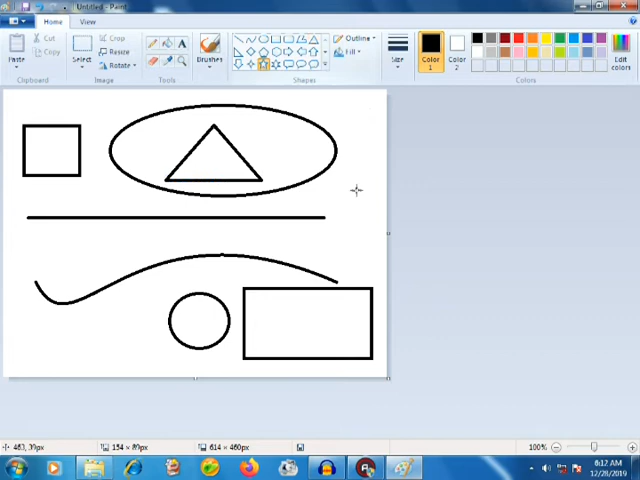 Untitled - Paint
Home View
Paste
Cut
Copy
Clipboard
Select
Crop
Resize
Rotate
Image
A
Tools
Brushes
Outline
Fill
Shapes
Size
Color 1
Color 2
Colors
Edit colors
154 × 89px
614 × 460px
100%
6:12 AM
12/28/2019